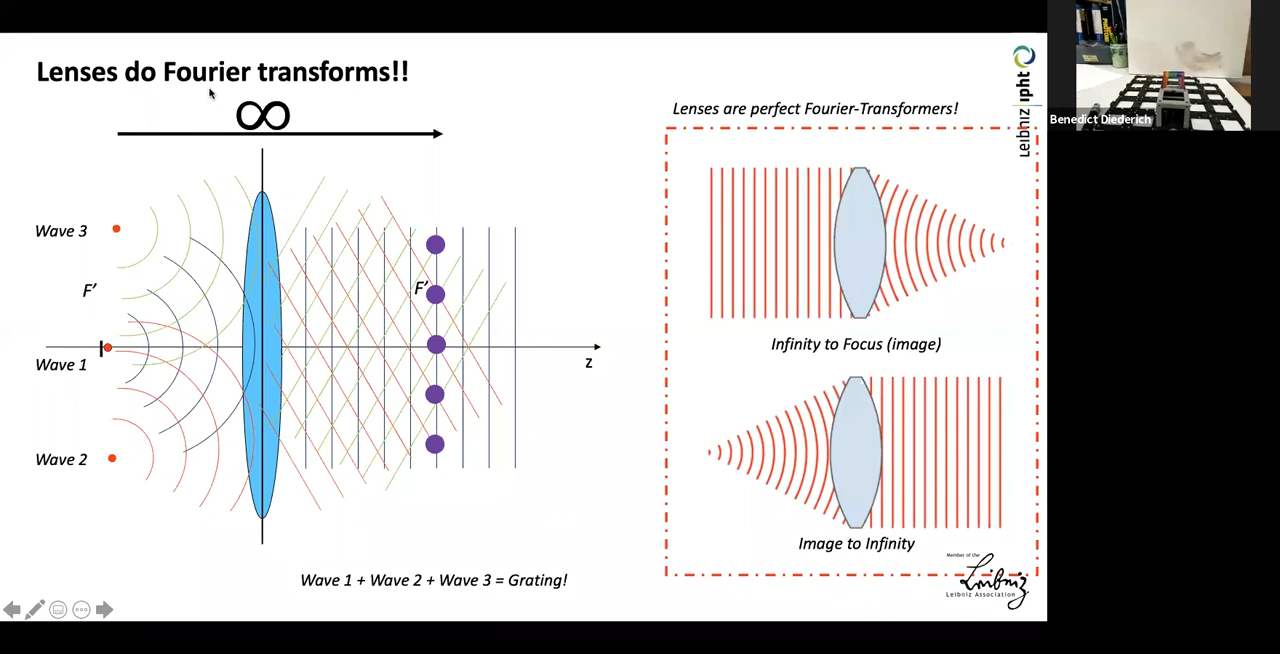 Lenses do Fourier transforms!!
∞
Wave 3
F’
Wave 1
Wave 2
F’
z
Wave 1 + Wave 2 + Wave 3 = Grating!
Lenses are perfect Fourier-Transformers!
Infinity to Focus (image)
Image to Infinity
Leibniz ipht
Member of the
Leibniz
Leibniz Association
Benedict Diederich